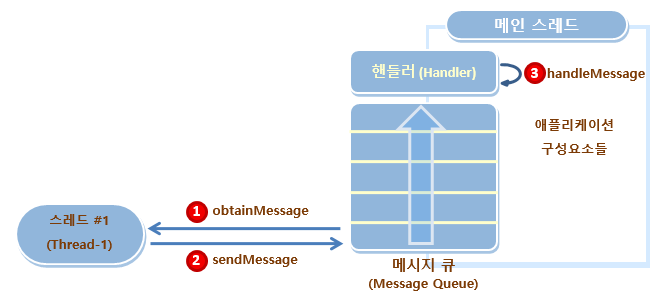 메인 스레드
핸들러 (Handler)
3 handleMessage
애플리케이션
구성요소들
1 obtainMessage
스레드 #1
(Thread-1)
2 sendMessage
메시지 큐
(Message Queue)